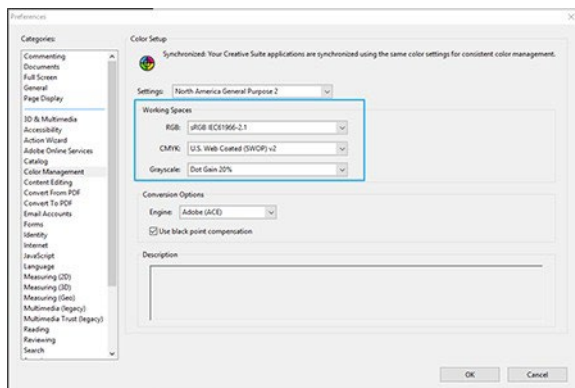 Preferences
Categories:
Commenting
Documents
Full Screen
General
Page Display
3D & Multimedia
Accessibility
Action Wizard
Adobe Online Services
Catalog
Color Management
Content Editing
Convert From PDF
Convert To PDF
Email Accounts
Forms
Identity
Internet
JavaScript
Language
Measuring (2D)
Measuring (3D)
Measuring (Geo)
Multimedia (legacy)
Multimedia Trust (legacy)
Reading
Reviewing
Search
Color Setup
Synchronized: Your Creative Suite applications are synchronized using the same color settings for consistent color management.
Settings: North America General Purpose 2
Working Spaces
RGB: sRGB IEC61966-2.1
CMYK: U.S. Web Coated (SWOP) v2
Grayscale: Dot Gain 20%
Conversion Options
Engine: Adobe (ACE)
Use black point compensation
Description
OK Cancel